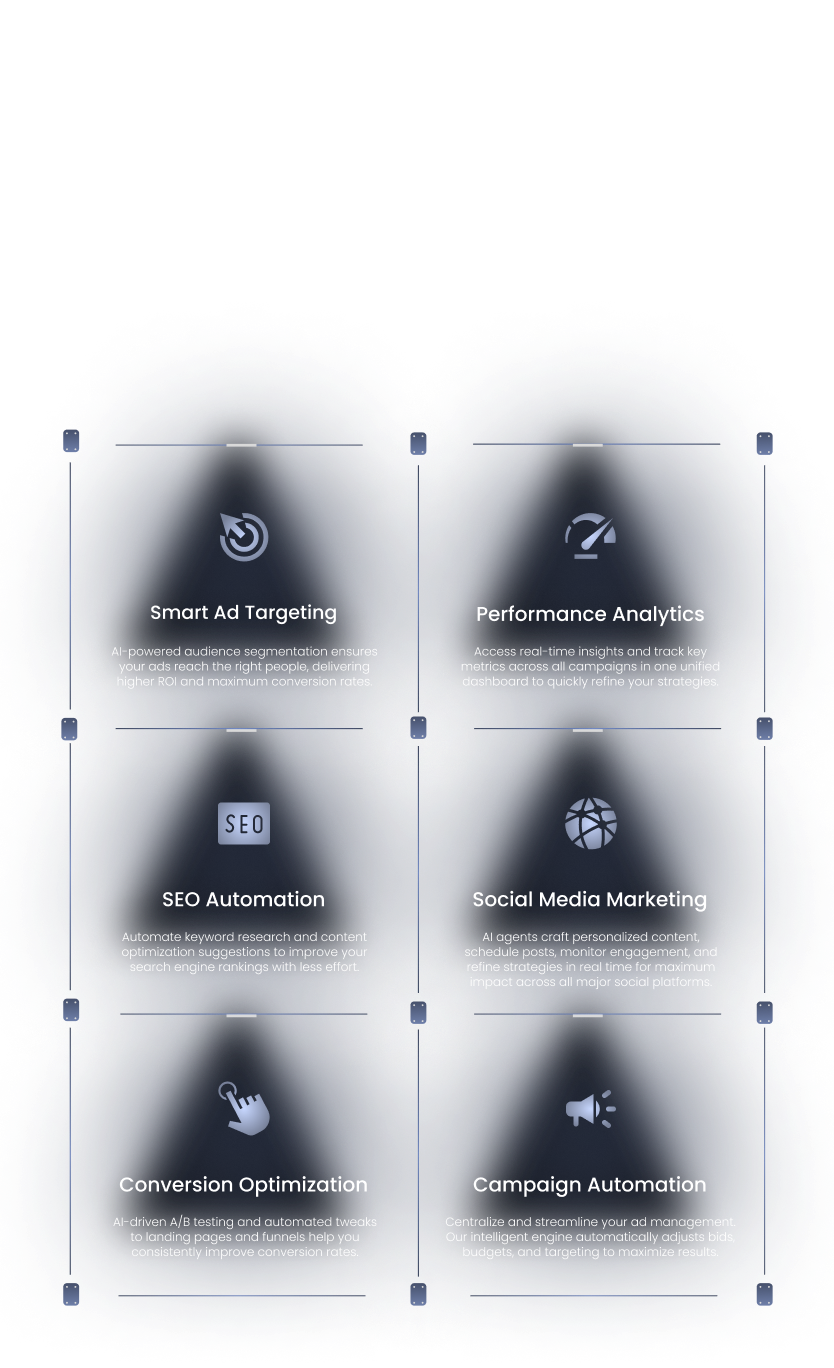 Smart Ad Targeting
AI-powered audience segmentation ensures
your ads reach the right people, delivering
higher ROI and maximum conversion rates.
Performance Analytics
Access real-time insights and track key
metrics across all campaigns in one unified
dashboard to quickly refine your strategies.
SEO
SEO Automation
Automate keyword research and content
optimization suggestions to improve your
search engine rankings with less effort.
Social Media Marketing
AI agents craft personalized content,
schedule posts, monitor engagement, and
refine strategies in real time for maximum
impact across all major social platforms.
Conversion Optimization
AI-driven A/B testing and automated tweaks
to landing pages and funnels help you
consistently improve conversion rates.
Campaign Automation
Centralize and streamline your ad management.
Our intelligent engine automatically adjusts bids,
budgets, and targeting to maximize results.